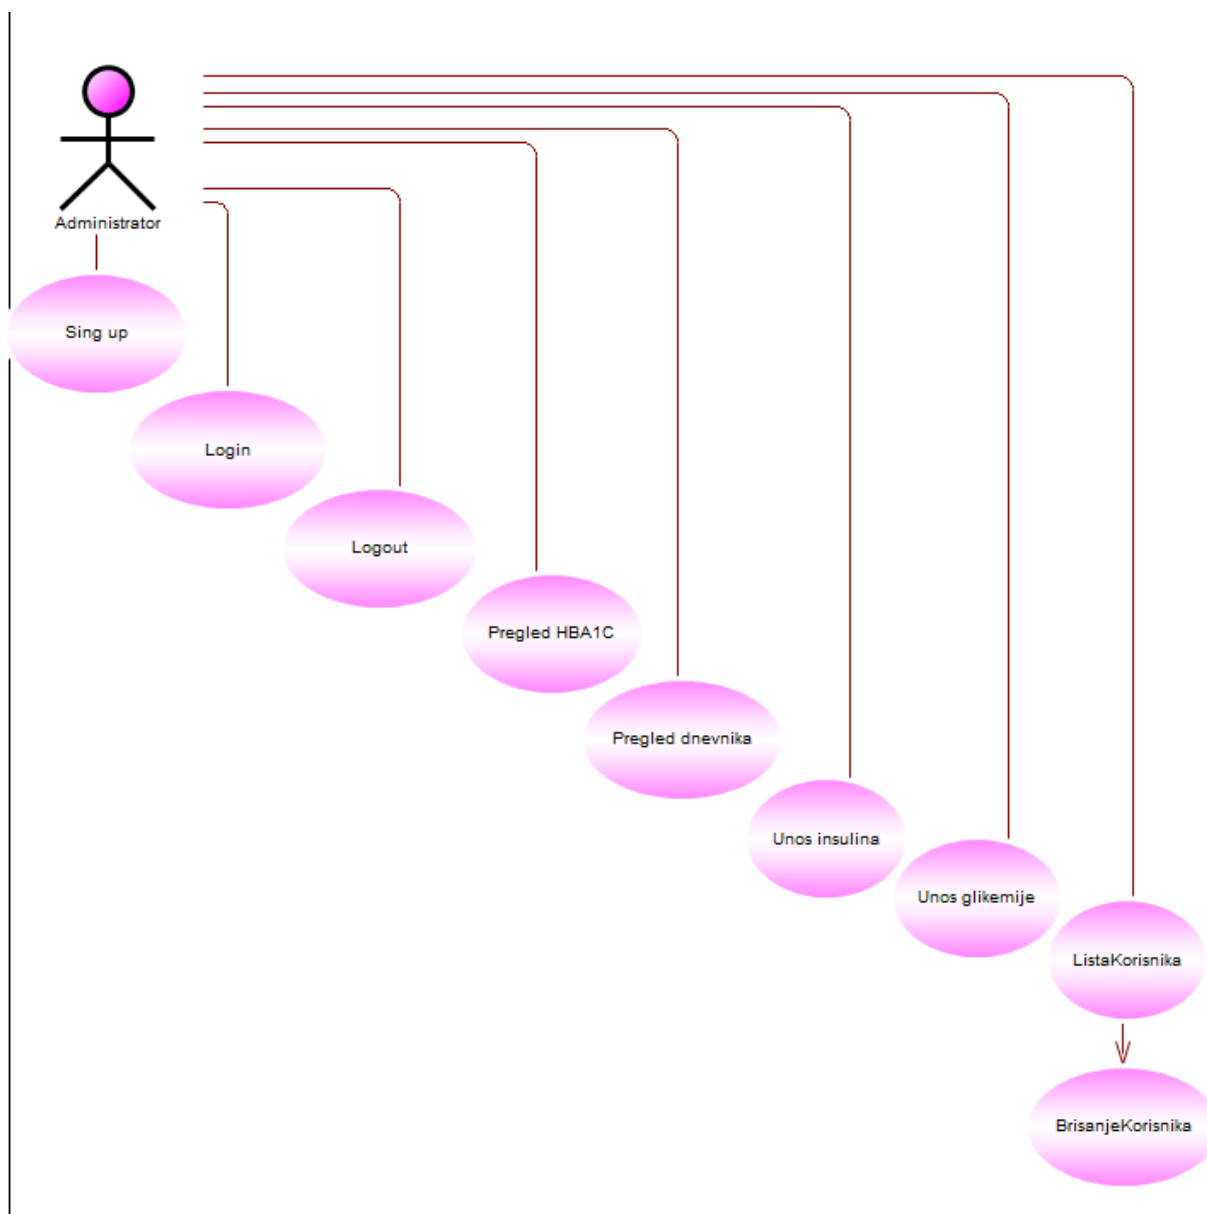 Administrator
Sing up
Login
Logout
Pregled HBA1C
Pregled dnevnika
Unos insulina
Unos glikemije
ListaKorisnika
BrisanjeKorisnika